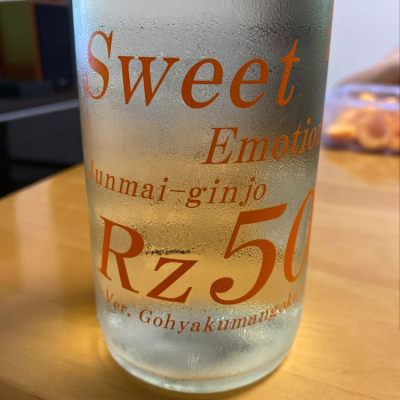 Sweet
Emotion
Junmai-ginjo
Rz50
Ver. Gohyakumangoku